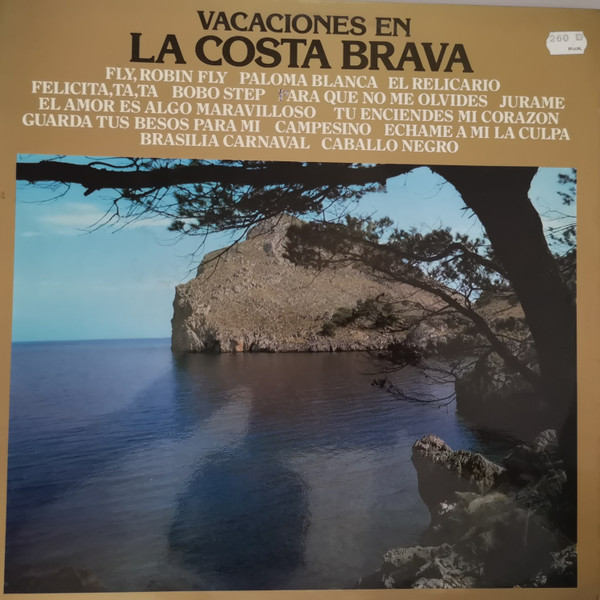 VACACIONES EN
LA COSTA BRAVA
FLY, ROBIN FLY PALOMA BLANCA EL RELICARIO
FELICITA, TA, TA BOBO STEP PARA QUE NO ME OLVIDES JURAME
EL AMOR ES ALGO MARAVILLOSO TU ENCIENDES MI CORAZON
GUARDA TUS BESOS PARA MI CAMPESINO ECHAME A MI LA CULPA
BRASILIA CARNAVAL CABALLO NEGRO
260